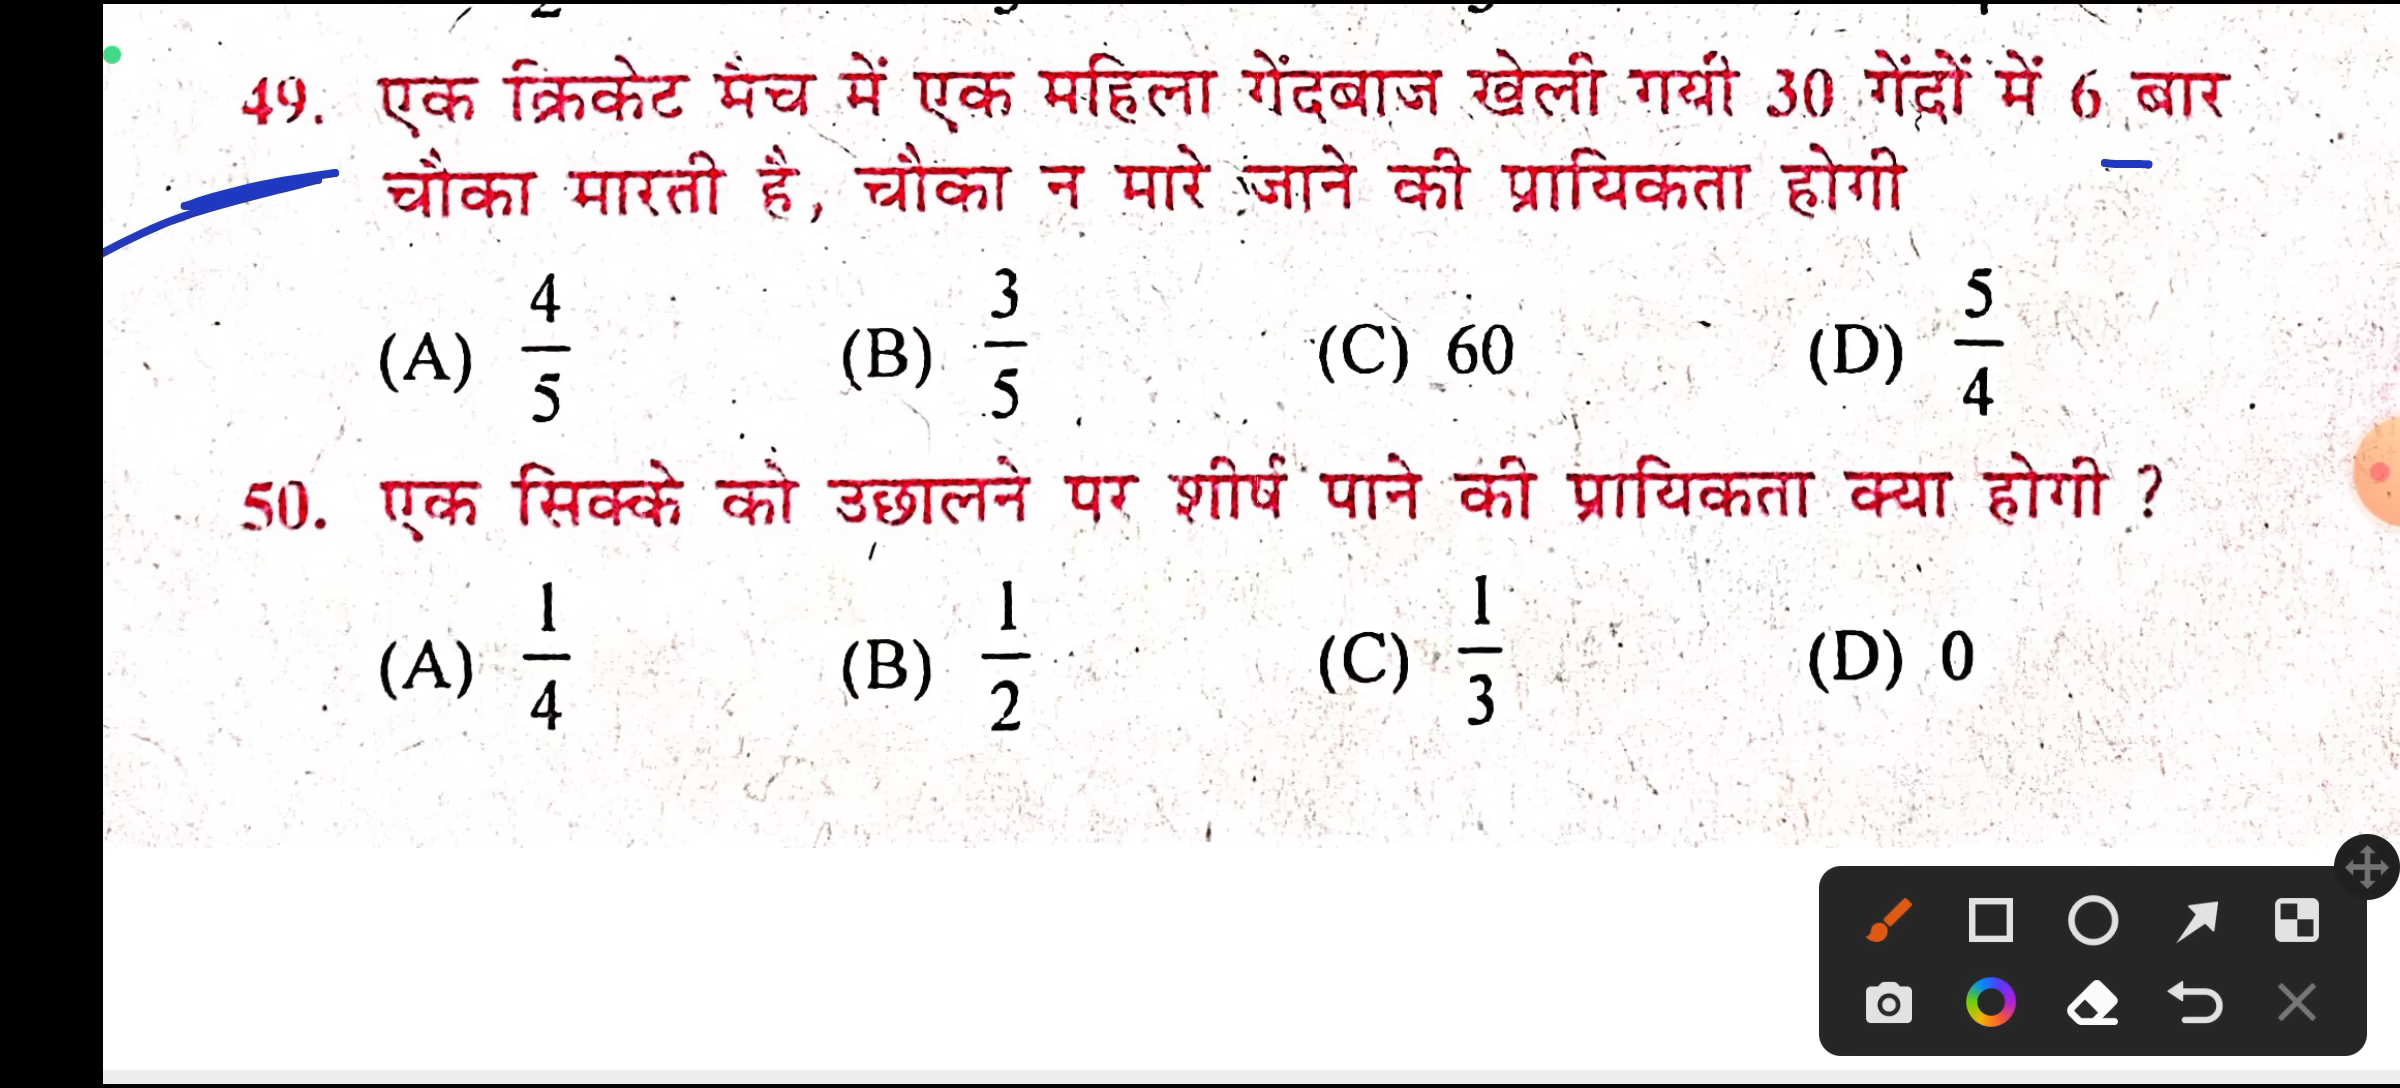 49. एक क्रिकेट मैच में एक महिला गेंदबाज खेली गयी 30 गेंदों में 6 बार
चौका मारती है, चौका न मारे जाने की प्रायिकता होगी
(A) 4/5 (B) 3/5 (C) 60 (D) 5/4
50. एक सिक्के को उछालने पर शीर्ष पाने की प्रायिकता क्या होगी ?
(A) 1/4 (B) 1/2 (C) 1/3 (D) 0